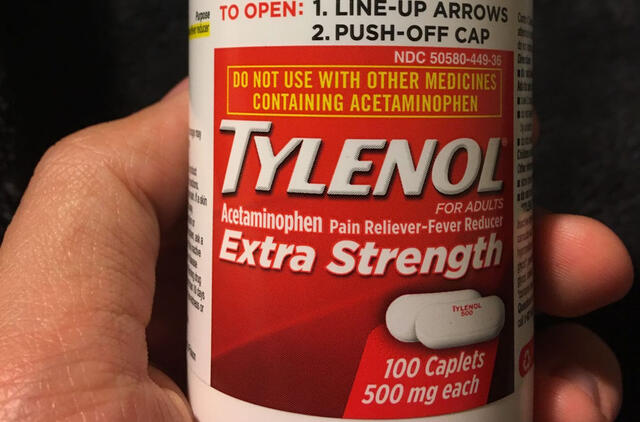 TO OPEN: 1. LINE-UP ARROWS
2. PUSH-OFF CAP
NDC 50580-449-36
DO NOT USE WITH OTHER MEDICINES
CONTAINING ACETAMINOPHEN
TYLENOL®
FOR ADULTS
Acetaminophen Pain Reliever-Fever Reducer
Extra Strength
TYLENOL
500
100 Caplets
500 mg each
Purpose